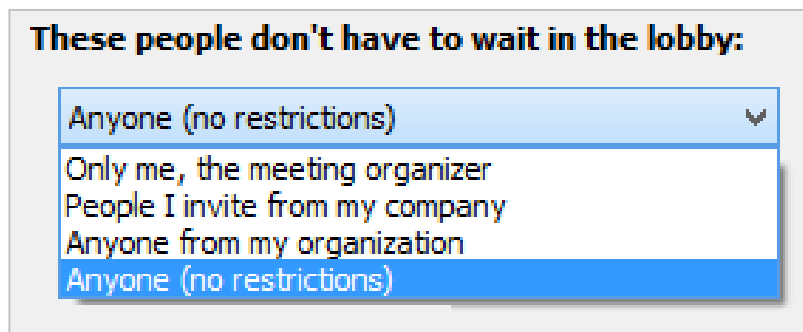 These people don't have to wait in the lobby:
Anyone (no restrictions)
Only me, the meeting organizer
People I invite from my company
Anyone from my organization
Anyone (no restrictions)